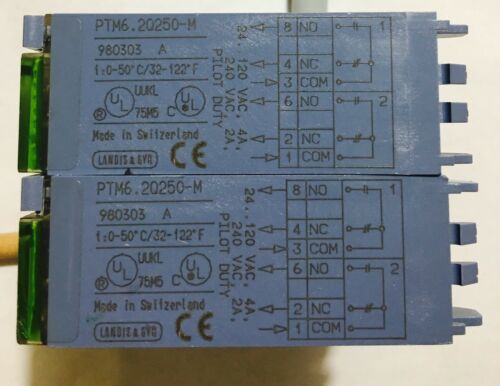 PTM6.2Q250-M
980303 A
t:0-50°C/32-122°F
UL
UUKL
75M5
C UL
Made in Switzerland
LANDIS & GYR
CE
24..120 VAC, 4A,
240 VAC, 2A,
PILOT DUTY
8 NO
4 NC
3 COM
6 NO
2 NC
1 COM
1
2
PTM6.2Q250-M
980303 A
t:0-50°C/32-122°F
UL
UUKL
75M5
C UL
Made in Switzerland
LANDIS & GYR
CE
24..120 VAC, 4A,
240 VAC, 2A,
PILOT DUTY
8 NO
4 NC
3 COM
6 NO
2 NC
1 COM
1
2